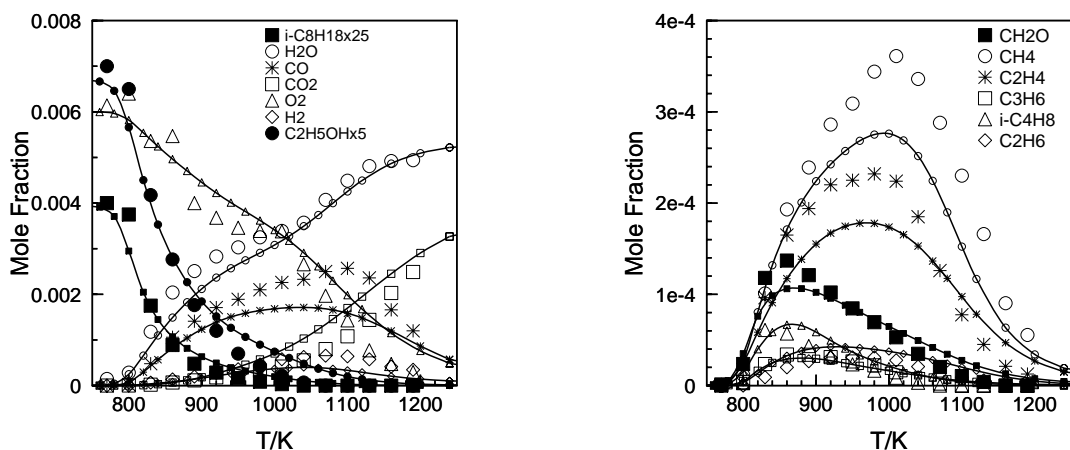 0.008
0.006
0.004
0.002
0
Mole Fraction
i-C8H18x25
H2O
CO
CO2
O2
H2
C2H5OHx5
800 900 1000 1100 1200
T/K
4e-4
3e-4
2e-4
1e-4
0
Mole Fraction
CH2O
CH4
C2H4
C3H6
i-C4H8
C2H6
800 900 1000 1100 1200
T/K